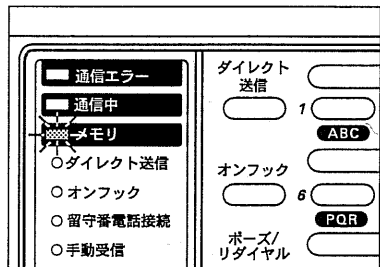 通信エラー
通信中
メモリ
○ダイレクト送信
○オンフック
○留守番電話接続
○手動受信
ダイレクト
送信
1
ABC
オンフック
6
PQR
ポーズ/
リダイヤル